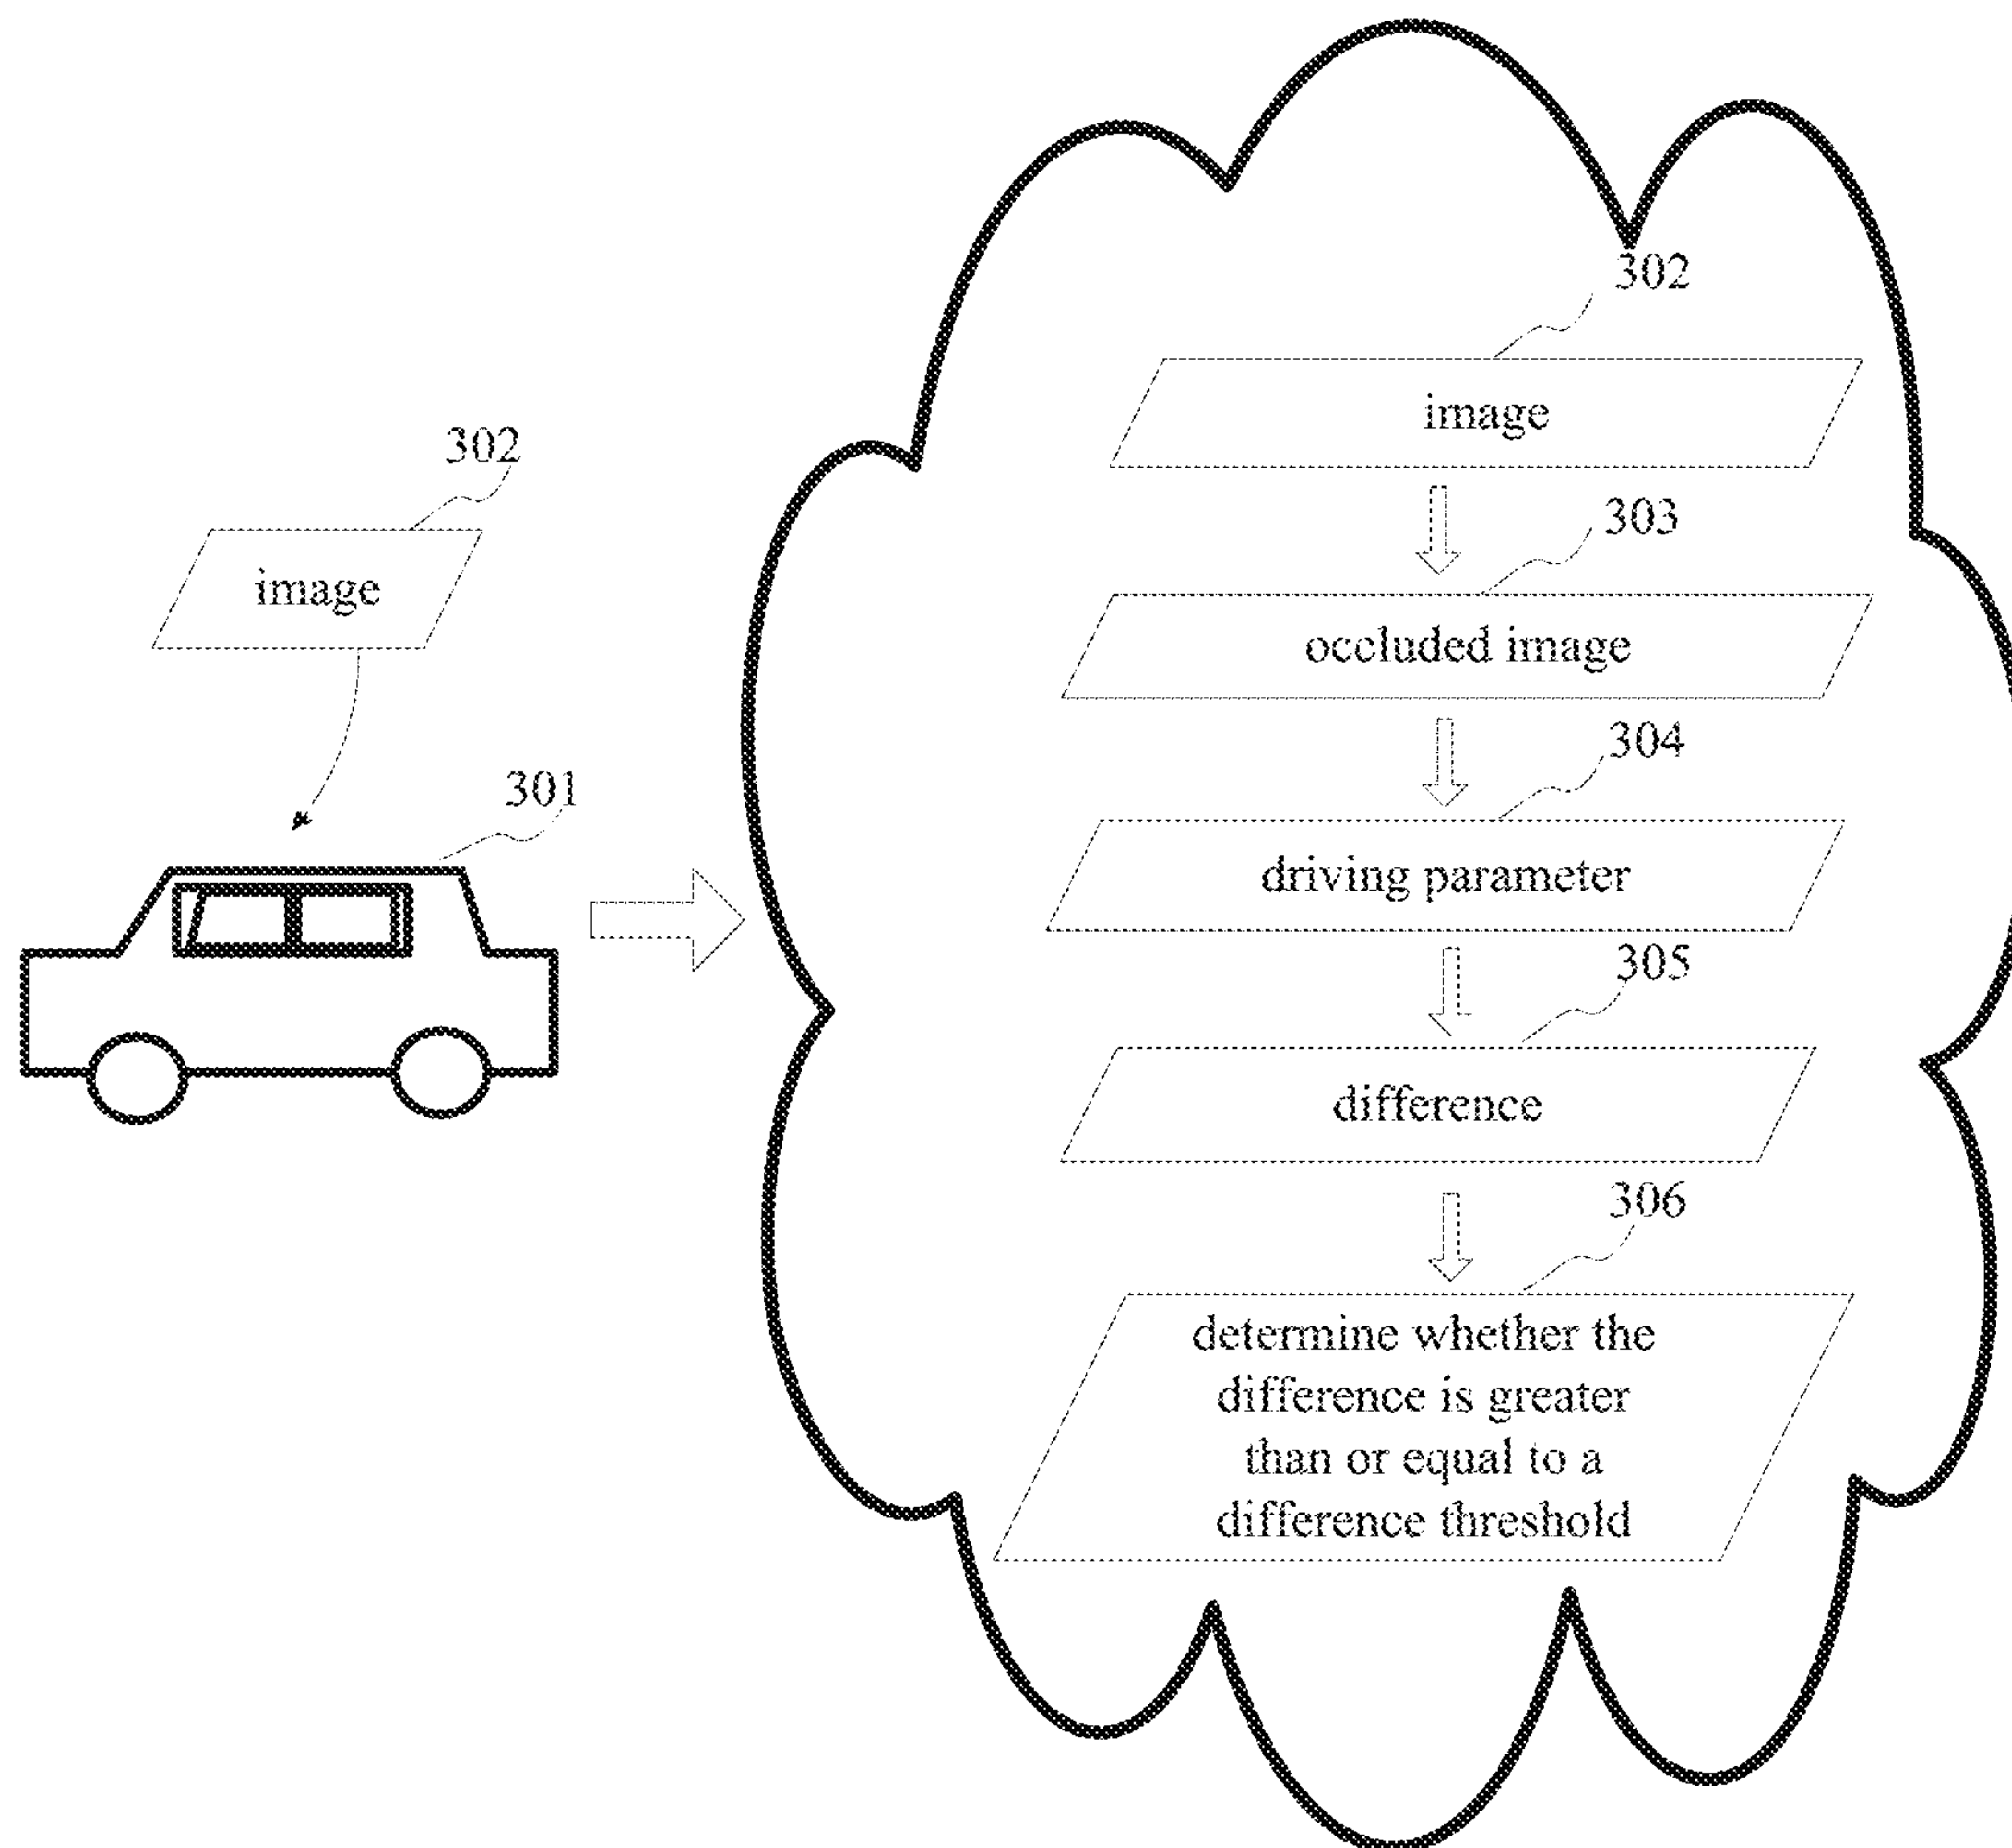 302
image
301
302
image
303
occluded image
304
driving parameter
305
difference
306
determine whether the
difference is greater
than or equal to a
difference threshold